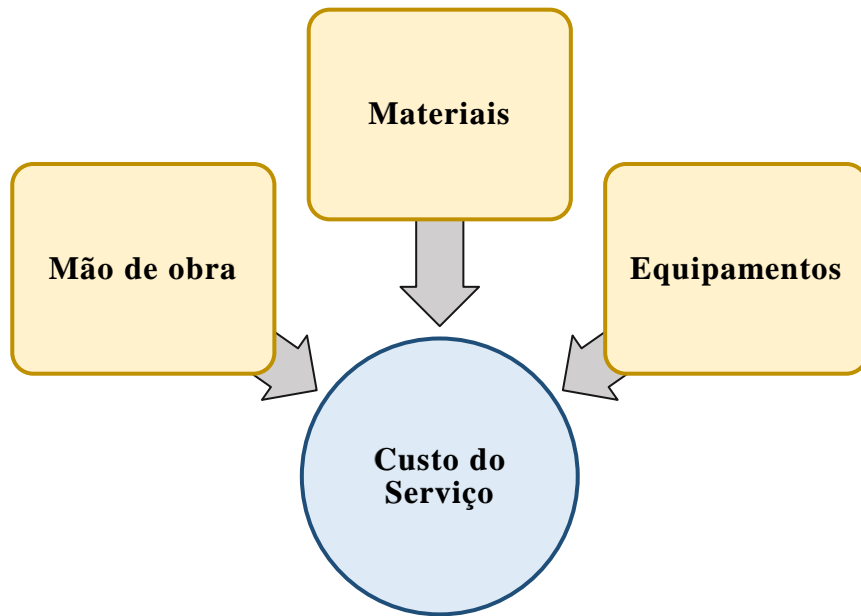 Materiais
Mão de obra
Equipamentos
Custo do
Serviço